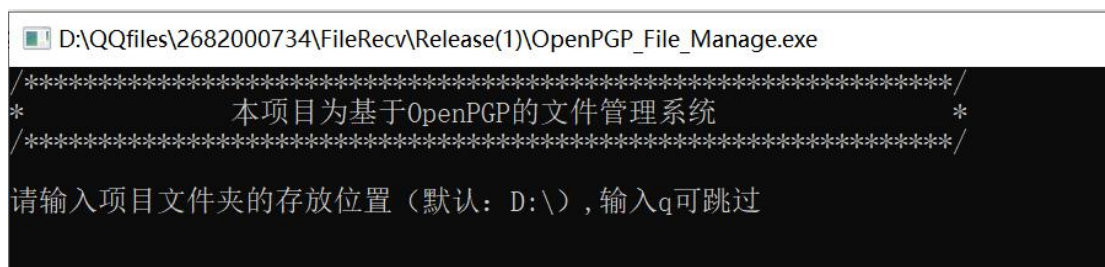 D:\QQfiles\2682000734\FileRecv\Release(1)\OpenPGP_File_Manage.exe
/***************************************************************/
* 本项目为基于OpenPGP的文件管理系统 *
/***************************************************************/
请输入项目文件夹的存放位置（默认：D:\）,输入q可跳过